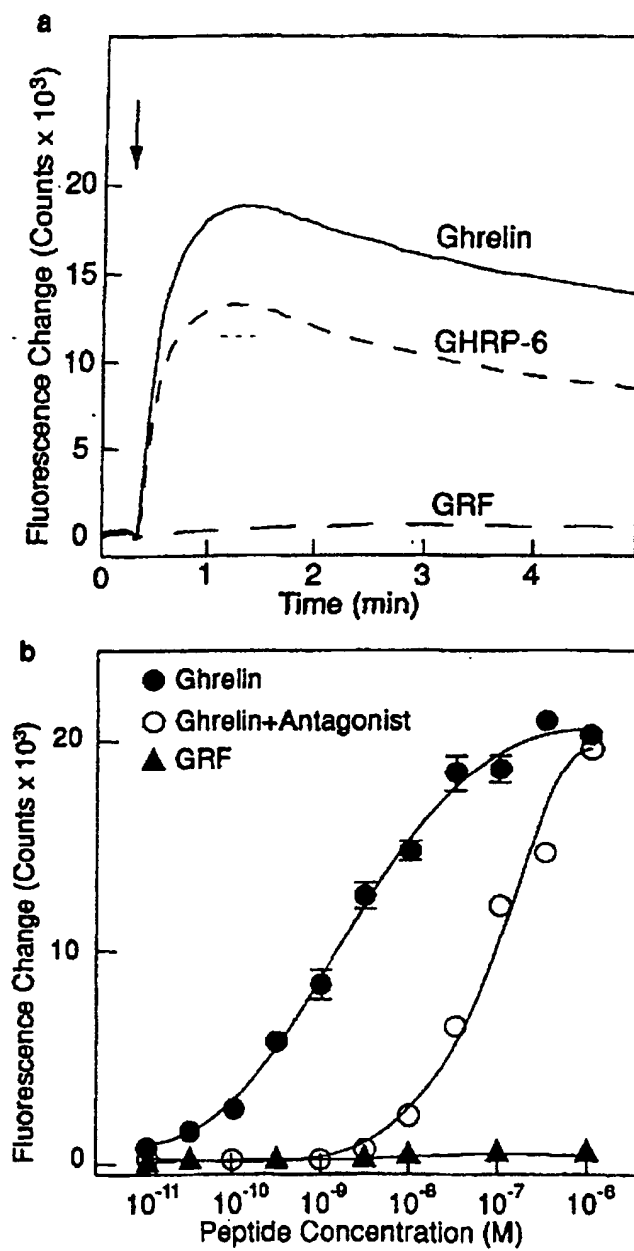 a
Fluorescence Change (Counts x 10³)
20
15
10
5
0
Ghrelin
GHRP-6
GRF
0 1 2 3 4
Time (min)
b
Ghrelin
Ghrelin+Antagonist
GRF
Fluorescence Change (Counts x 10³)
20
10
0
10⁻¹¹ 10⁻¹⁰ 10⁻⁹ 10⁻⁸ 10⁻⁷ 10⁻⁶
Peptide Concentration (M)